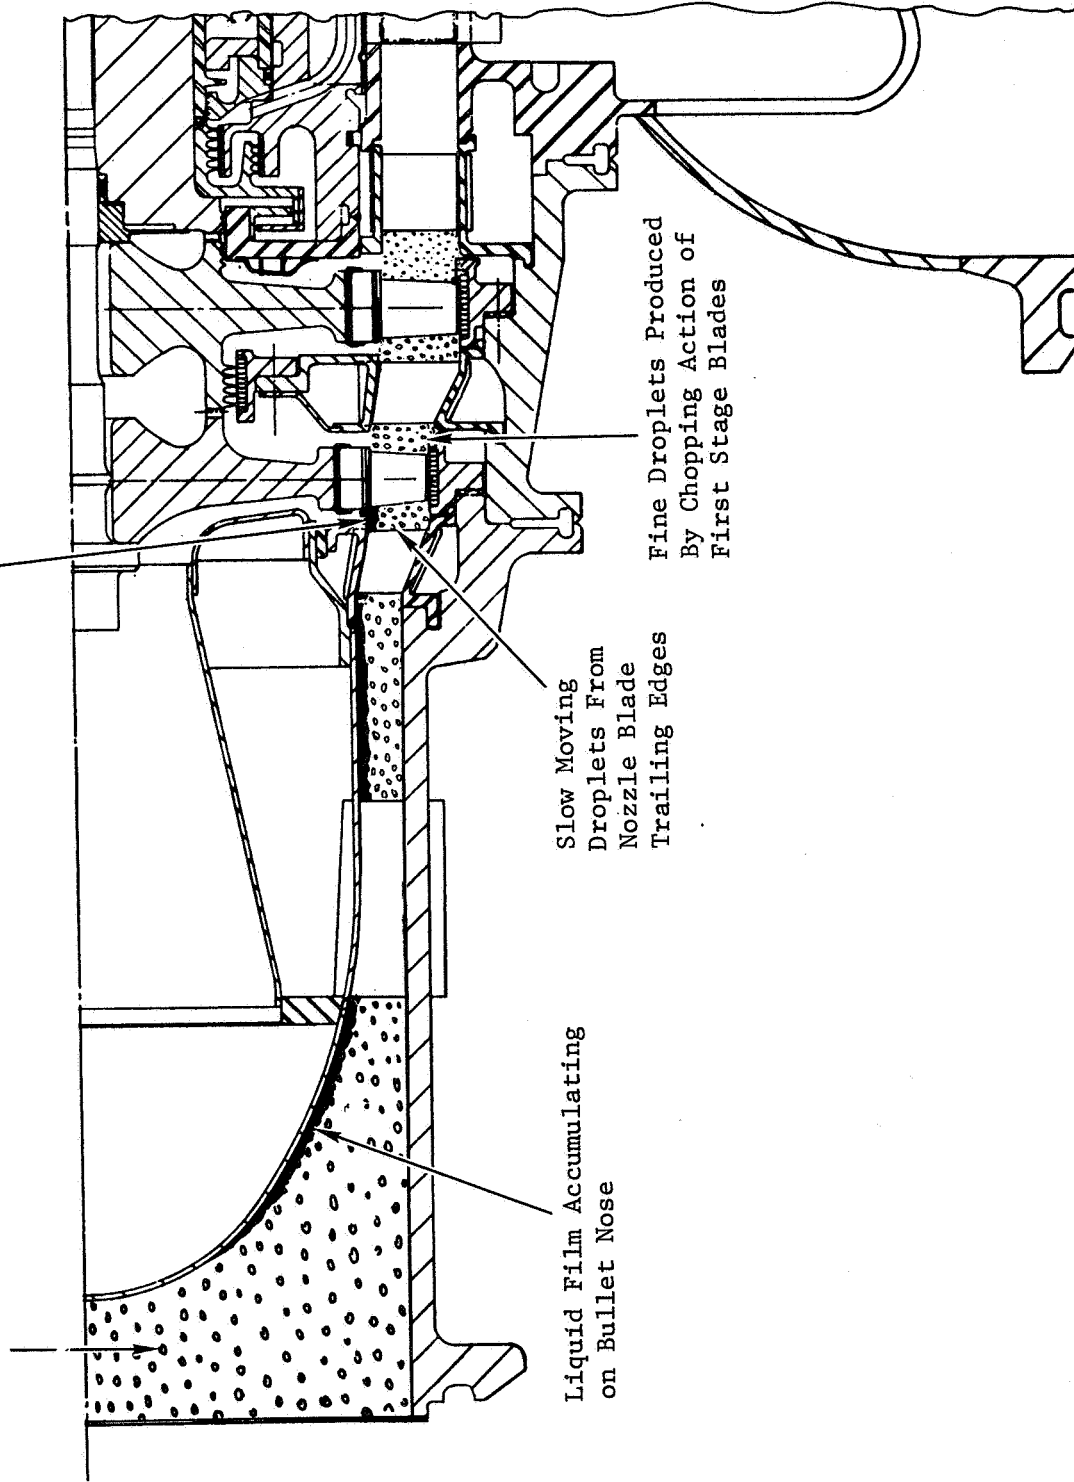 Liquid Film Accumulating
on Bullet Nose
Slow Moving
Droplets From
Nozzle Blade
Trailing Edges
Fine Droplets Produced
By Chopping Action of
First Stage Blades